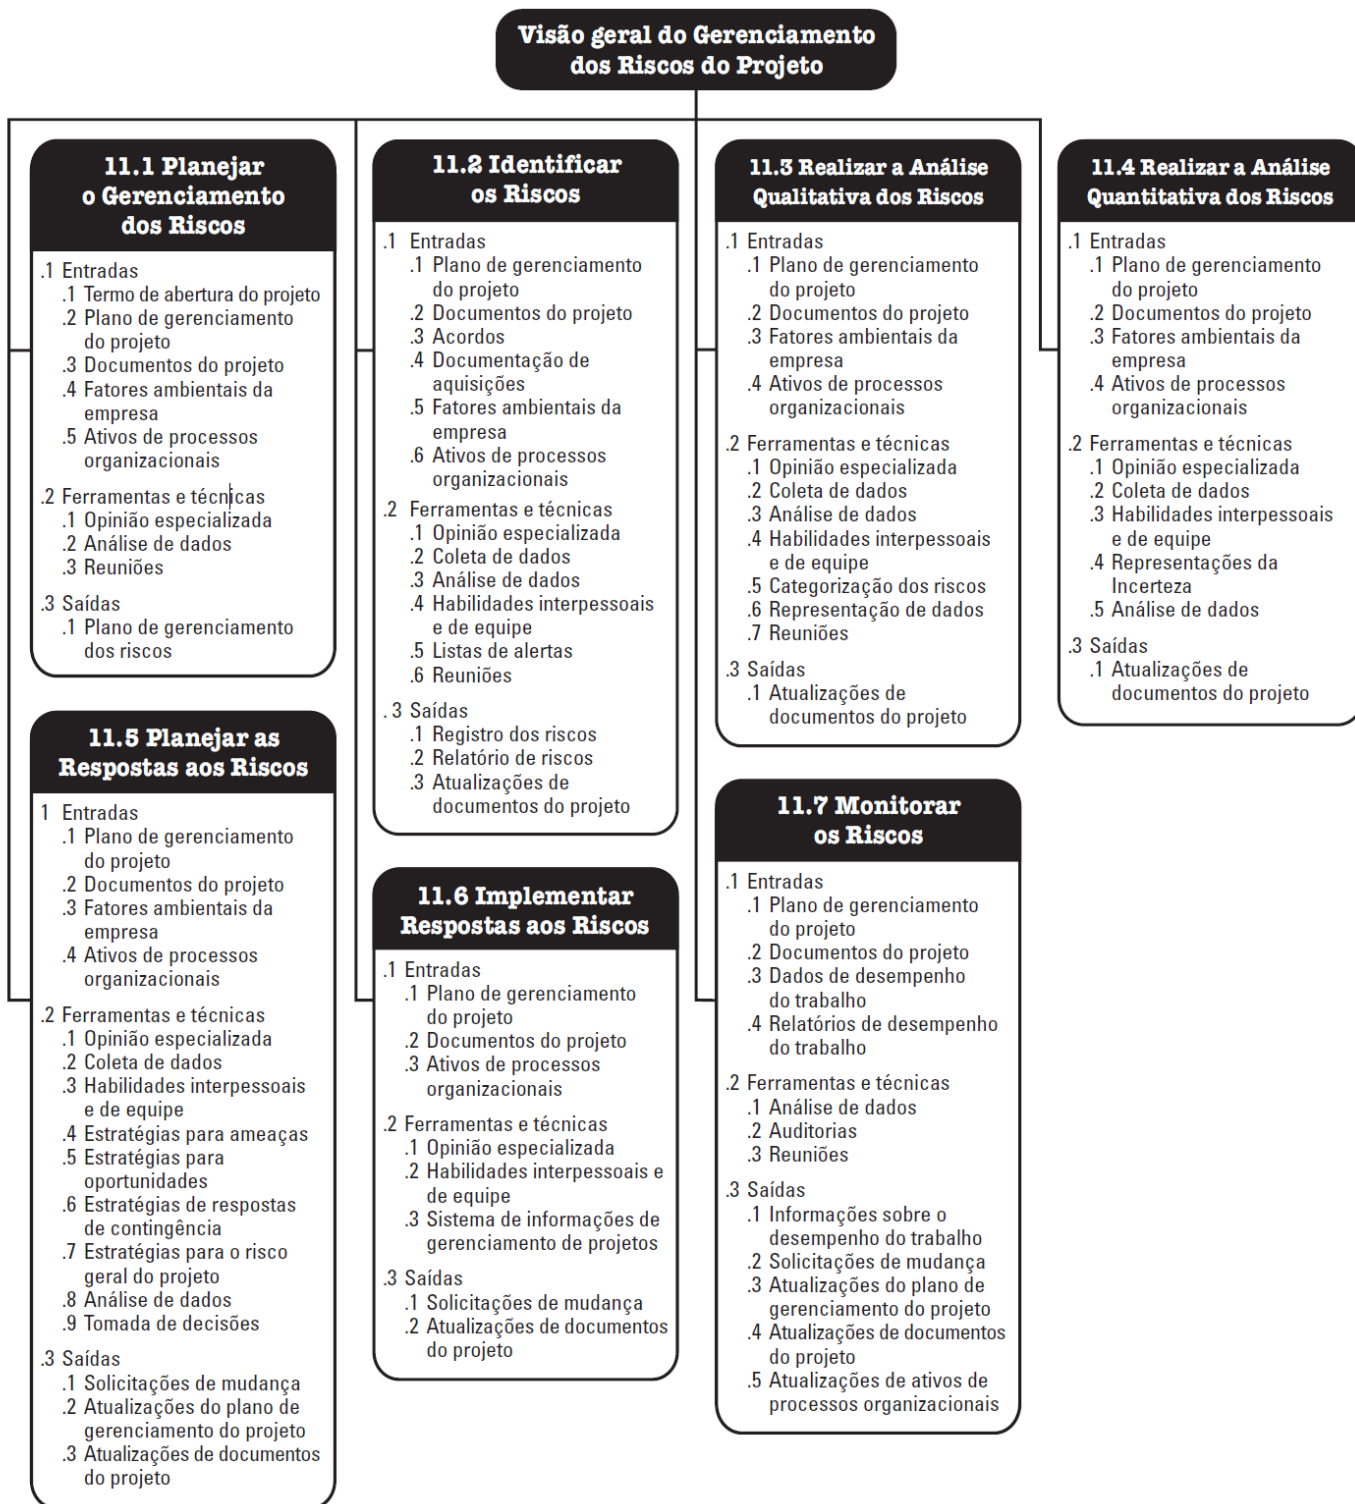 Visão geral do Gerenciamento
dos Riscos do Projeto
11.1 Planejar
o Gerenciamento
dos Riscos
.1 Entradas
.1 Termo de abertura do projeto
.2 Plano de gerenciamento
do projeto
.3 Documentos do projeto
.4 Fatores ambientais da
empresa
.5 Ativos de processos
organizacionais
.2 Ferramentas e técnicas
.1 Opinião especializada
.2 Análise de dados
.3 Reuniões
.3 Saídas
.1 Plano de gerenciamento
dos riscos
11.2 Identificar
os Riscos
.1 Entradas
.1 Plano de gerenciamento
do projeto
.2 Documentos do projeto
.3 Acordos
.4 Documentação de
aquisições
.5 Fatores ambientais da
empresa
.6 Ativos de processos
organizacionais
.2 Ferramentas e técnicas
.1 Opinião especializada
.2 Coleta de dados
.3 Análise de dados
.4 Habilidades interpessoais
e de equipe
.5 Listas de alertas
.6 Reuniões
. 3 Saídas
.1 Registro dos riscos
.2 Relatório de riscos
.3 Atualizações de
documentos do projeto
11.3 Realizar a Análise
Qualitativa dos Riscos
.1 Entradas
.1 Plano de gerenciamento
do projeto
.2 Documentos do projeto
.3 Fatores ambientais da
empresa
.4 Ativos de processos
organizacionais
.2 Ferramentas e técnicas
.1 Opinião especializada
.2 Coleta de dados
.3 Análise de dados
.4 Habilidades interpessoais
e de equipe
.5 Categorização dos riscos
.6 Representação de dados
.7 Reuniões
.3 Saídas
.1 Atualizações de
documentos do projeto
11.4 Realizar a Análise
Quantitativa dos Riscos
.1 Entradas
.1 Plano de gerenciamento
do projeto
.2 Documentos do projeto
.3 Fatores ambientais da
empresa
.4 Ativos de processos
organizacionais
.2 Ferramentas e técnicas
.1 Opinião especializada
.2 Coleta de dados
.3 Habilidades interpessoais
e de equipe
.4 Representações da
Incerteza
.5 Análise de dados
.3 Saídas
.1 Atualizações de
documentos do projeto
11.5 Planejar as
Respostas aos Riscos
1 Entradas
.1 Plano de gerenciamento
do projeto
.2 Documentos do projeto
.3 Fatores ambientais da
empresa
.4 Ativos de processos
organizacionais
.2 Ferramentas e técnicas
.1 Opinião especializada
.2 Coleta de dados
.3 Habilidades interpessoais
e de equipe
.4 Estratégias para ameaças
.5 Estratégias para
oportunidades
.6 Estratégias de respostas
de contingência
.7 Estratégias para o risco
geral do projeto
.8 Análise de dados
.9 Tomada de decisões
.3 Saídas
.1 Solicitações de mudança
.2 Atualizações do plano de
gerenciamento do projeto
.3 Atualizações de documentos
do projeto
11.6 Implementar
Respostas aos Riscos
.1 Entradas
.1 Plano de gerenciamento
do projeto
.2 Documentos do projeto
.3 Ativos de processos
organizacionais
.2 Ferramentas e técnicas
.1 Opinião especializada
.2 Habilidades interpessoais e
de equipe
.3 Sistema de informações de
gerenciamento de projetos
.3 Saídas
.1 Solicitações de mudança
.2 Atualizações de documentos
do projeto
11.7 Monitorar
os Riscos
.1 Entradas
.1 Plano de gerenciamento
do projeto
.2 Documentos do projeto
.3 Dados de desempenho
do trabalho
.4 Relatórios de desempenho
do trabalho
.2 Ferramentas e técnicas
.1 Análise de dados
.2 Auditorias
.3 Reuniões
.3 Saídas
.1 Informações sobre o
desempenho do trabalho
.2 Solicitações de mudança
.3 Atualizações do plano de
gerenciamento do projeto
.4 Atualizações de documentos
do projeto
.5 Atualizações de ativos de
processos organizacionais